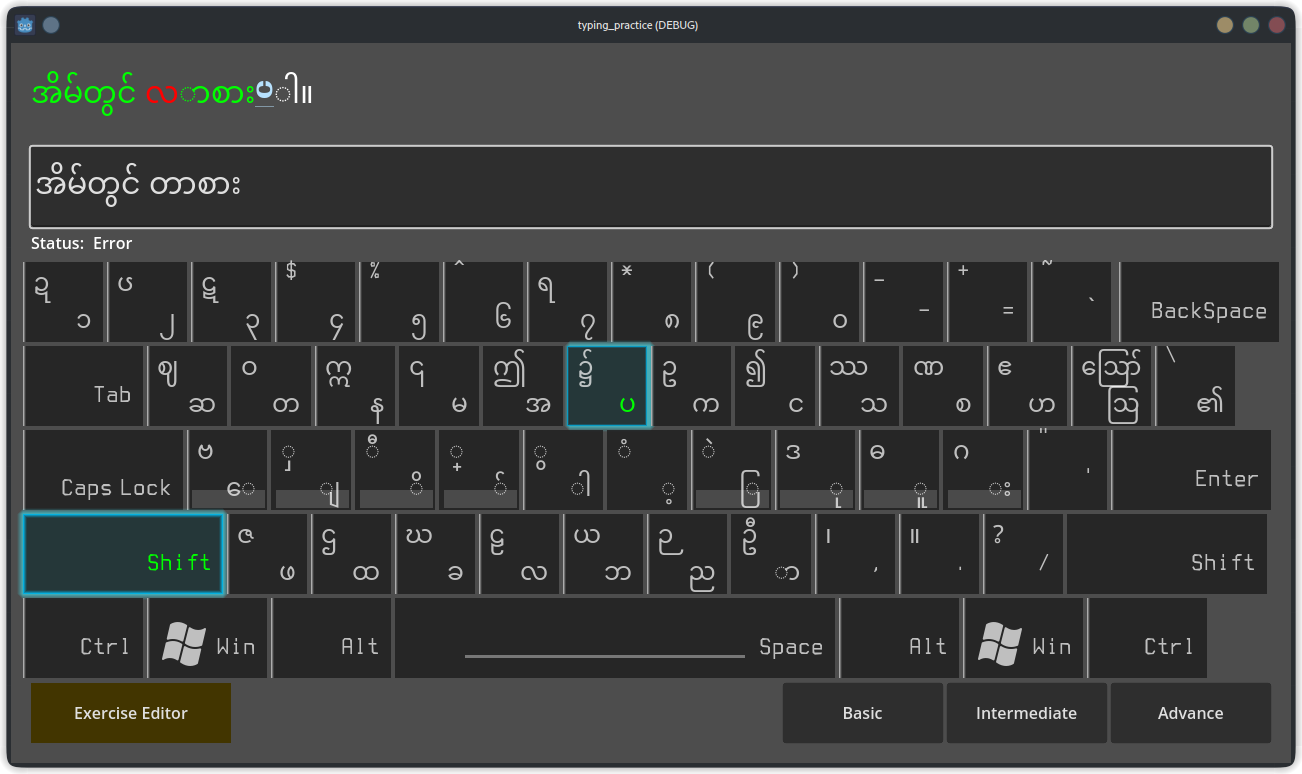 typing_practice (DEBUG)
အိမ်တွင် လာစားပါ။
အိမ်တွင် တာစား
Status: Error
ဍ ၁ ဎ ၂ ဋ ၃ $ ၄ % ၅ ^ ၆ ရ ၇ * ၈ ( ၉ ) ၀ _ - + = ~ ` BackSpace
Tab ဈ ဆ ဝ တ ဣ န ၎ မ ဤ အ ၌ ပ ဥ က ၍ င ဿ သ ဏ စ ဧ ဟ ဪ ဩ \ ၏
Caps Lock ဗ ေ ှ ျ ီ ိ ္ ် ွ ါ ံ ့ ဲ ြ ဒ ု ဓ ူ ဂ း " ' Enter
Shift ဇ ဖ ဌ ထ ဃ ခ ဠ လ ယ ဘ ဉ ည ဦ ာ ၊ , ။ . ? / Shift
Ctrl Win Alt Space Alt Win Ctrl
Exercise Editor Basic Intermediate Advance